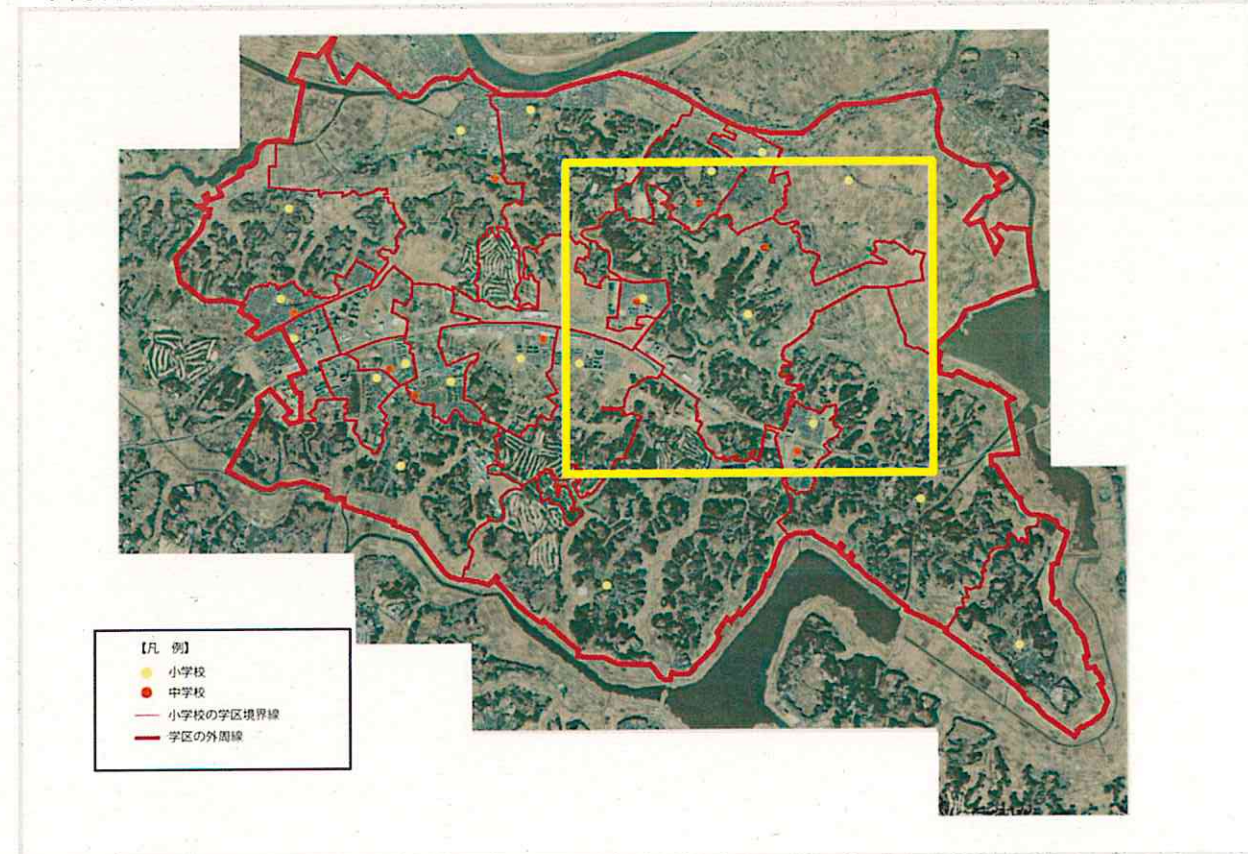 【凡 例】
小学校
中学校
小学校の学区境界線
学区の外周線